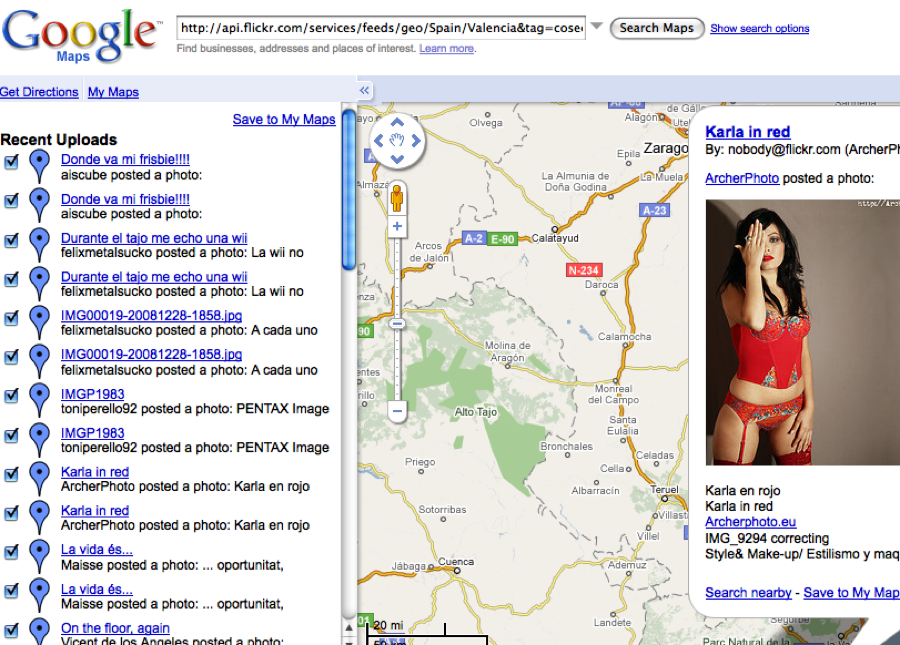 Google™
Maps
http://api.flickr.com/services/feeds/geo/Spain/Valencia&tag=cose
Search Maps
Show search options
Find businesses, addresses and places of interest. Learn more.
Get Directions
My Maps
«
Save to My Maps
Recent Uploads
Donde va mi frisbie!!!!
aiscube posted a photo:
Donde va mi frisbie!!!!
aiscube posted a photo:
Durante el tajo me echo una wii
felixmetalsucko posted a photo: La wii no
Durante el tajo me echo una wii
felixmetalsucko posted a photo: La wii no
IMG00019-20081228-1858.jpg
felixmetalsucko posted a photo: A cada uno
IMG00019-20081228-1858.jpg
felixmetalsucko posted a photo: A cada uno
IMGP1983
toniperello92 posted a photo: PENTAX Image
IMGP1983
toniperello92 posted a photo: PENTAX Image
Karla in red
ArcherPhoto posted a photo: Karla en rojo
Karla in red
ArcherPhoto posted a photo: Karla en rojo
La vida és...
Maisse posted a photo: ... oportunitat,
La vida és...
Maisse posted a photo: ... oportunitat,
On the floor, again
Vicent de los Angeles posted a photo:
Olvega
Alagón
de Gálla
Utel
Epila
Zarago
La Muela
La Almunia de
Doña Godina
Almaza
A-23
A-2
E-90
Calatayud
Arcos
de Jalón
N-234
Daroca
90
Calamocha
Molina de
Aragón
Monreal
del Campo
Alto Tajo
Santa
Eulalia
Bronchales
Celadas
Cella
Priego
Albarracín
Teruel
Sotorribas
Villast
Villel
Jábaga
Cuenca
Ademuz
Landete
20 mi
Segorbe
Parc Natural de la
Karla in red
By: nobody@flickr.com (ArcherPh
ArcherPhoto posted a photo:
http://Arc
Karla en rojo
Karla in red
Archerphoto.eu
IMG_9294 correcting
Style& Make-up/ Estilismo y maq
Search nearby - Save to My Map